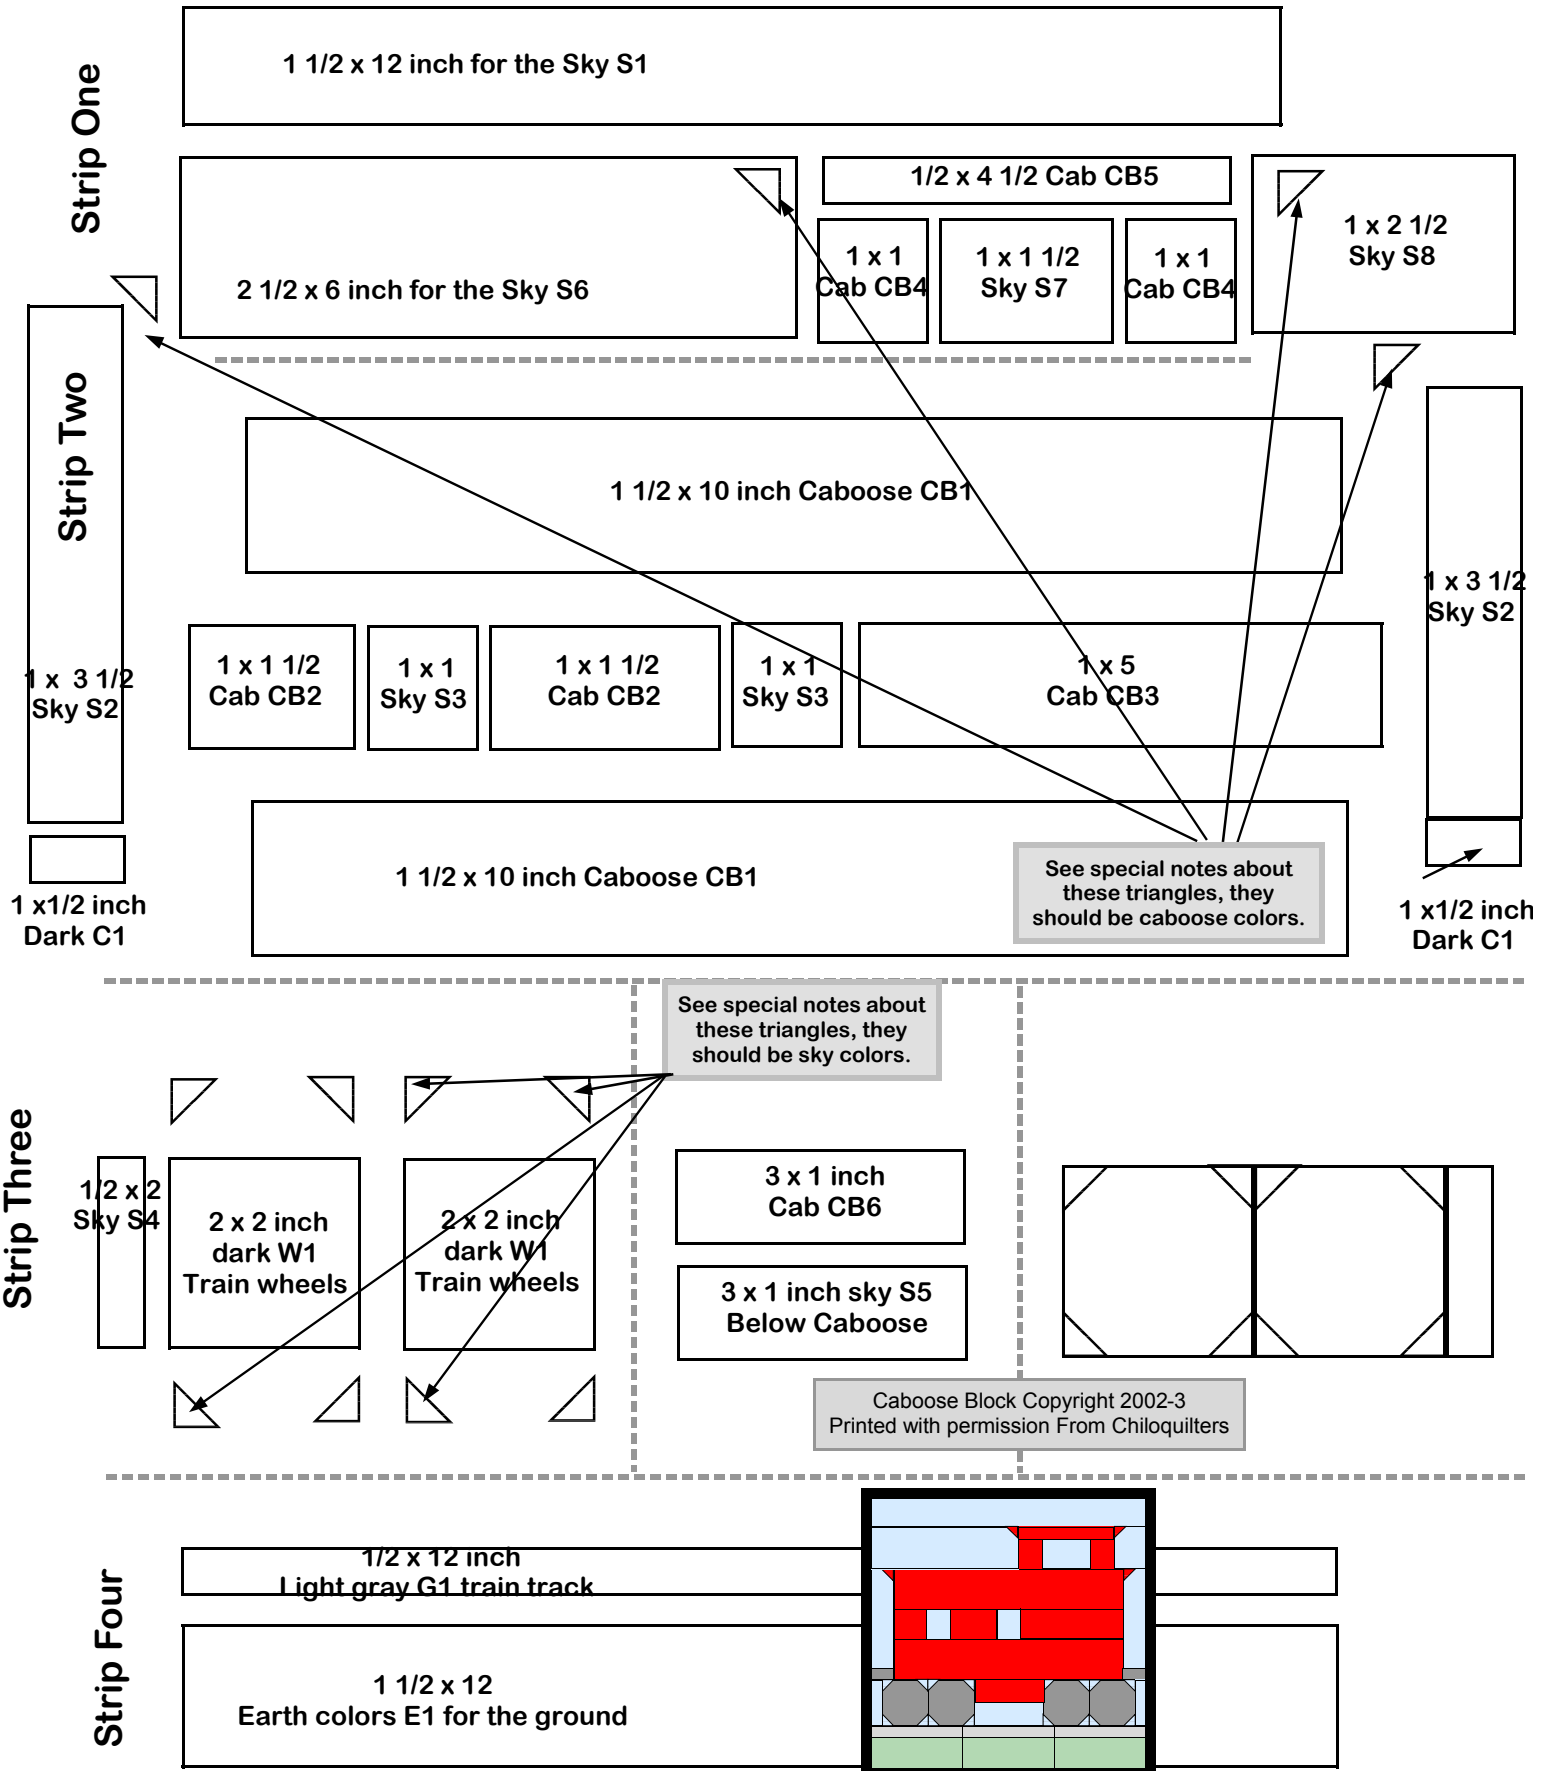 Strip One
1 1/2 x 12 inch for the Sky S1
2 1/2 x 6 inch for the Sky S6
1/2 x 4 1/2 Cab CB5
1 x 1
Cab CB4
1 x 1 1/2
Sky S7
1 x 1
Cab CB4
1 x 2 1/2
Sky S8
Strip Two
1 x 3 1/2
Sky S2
1 1/2 x 10 inch Caboose CB1
1 x 3 1/2
Sky S2
1 x 1 1/2
Cab CB2
1 x 1
Sky S3
1 x 1 1/2
Cab CB2
1 x 1
Sky S3
1 x 5
Cab CB3
1 x1/2 inch
Dark C1
1 1/2 x 10 inch Caboose CB1
See special notes about
these triangles, they
should be caboose colors.
1 x1/2 inch
Dark C1
Strip Three
See special notes about
these triangles, they
should be sky colors.
1/2 x 2
Sky S4
2 x 2 inch
dark W1
Train wheels
2 x 2 inch
dark W1
Train wheels
3 x 1 inch
Cab CB6
3 x 1 inch sky S5
Below Caboose
Caboose Block Copyright 2002-3
Printed with permission From Chiloquilters
Strip Four
1/2 x 12 inch
Light gray G1 train track
1 1/2 x 12
Earth colors E1 for the ground